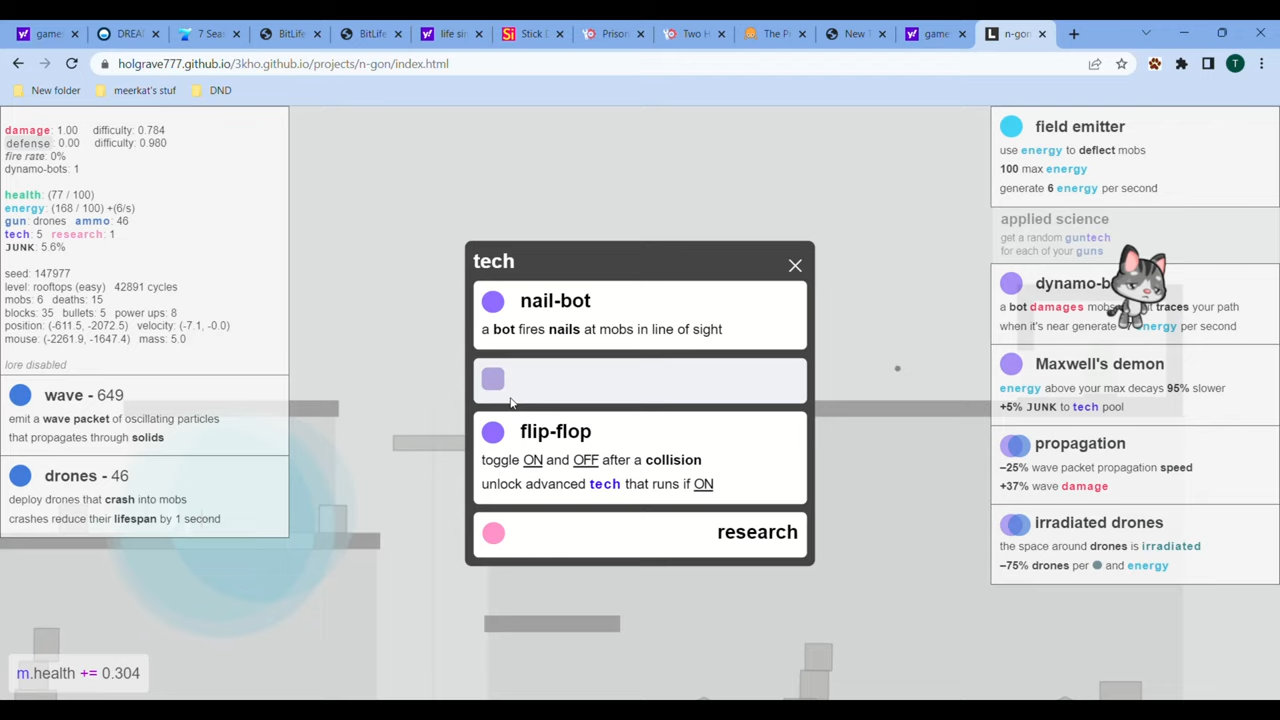 games
DREA
7 Sea
BitLife
BitLife
life sin
Stick D
Prison
Two H
The P
New T
game
n-gon
holgrave777.github.io/3kho.github.io/projects/n-gon/index.html
T
New folder
meerkat's stuf
DND
damage: 1.00 difficulty: 0.784
defense: 0.00 difficulty: 0.980
fire rate: 0%
dynamo-bots: 1
health: (77 / 100)
energy: (168 / 100) +(6/s)
gun: drones ammo: 46
tech: 5 research: 1
JUNK: 5.6%
seed: 147977
level: rooftops (easy) 42891 cycles
mobs: 6 deaths: 15
blocks: 35 bullets: 5 power ups: 8
position: (-611.5, -2072.5) velocity: (-7.1, -0.0)
mouse: (-2261.9, -1647.4) mass: 5.0
lore disabled
wave - 649
emit a wave packet of oscillating particles
that propagates through solids
drones - 46
deploy drones that crash into mobs
crashes reduce their lifespan by 1 second
m.health += 0.304
tech
nail-bot
a bot fires nails at mobs in line of sight
flip-flop
toggle ON and OFF after a collision
unlock advanced tech that runs if ON
research
field emitter
use energy to deflect mobs
100 max energy
generate 6 energy per second
applied science
get a random guntech
for each of your guns
dynamo-b
a bot damages mobs traces your path
when it's near generate energy per second
Maxwell's demon
energy above your max decays 95% slower
+5% JUNK to tech pool
propagation
–25% wave packet propagation speed
+37% wave damage
irradiated drones
the space around drones is irradiated
–75% drones per and energy